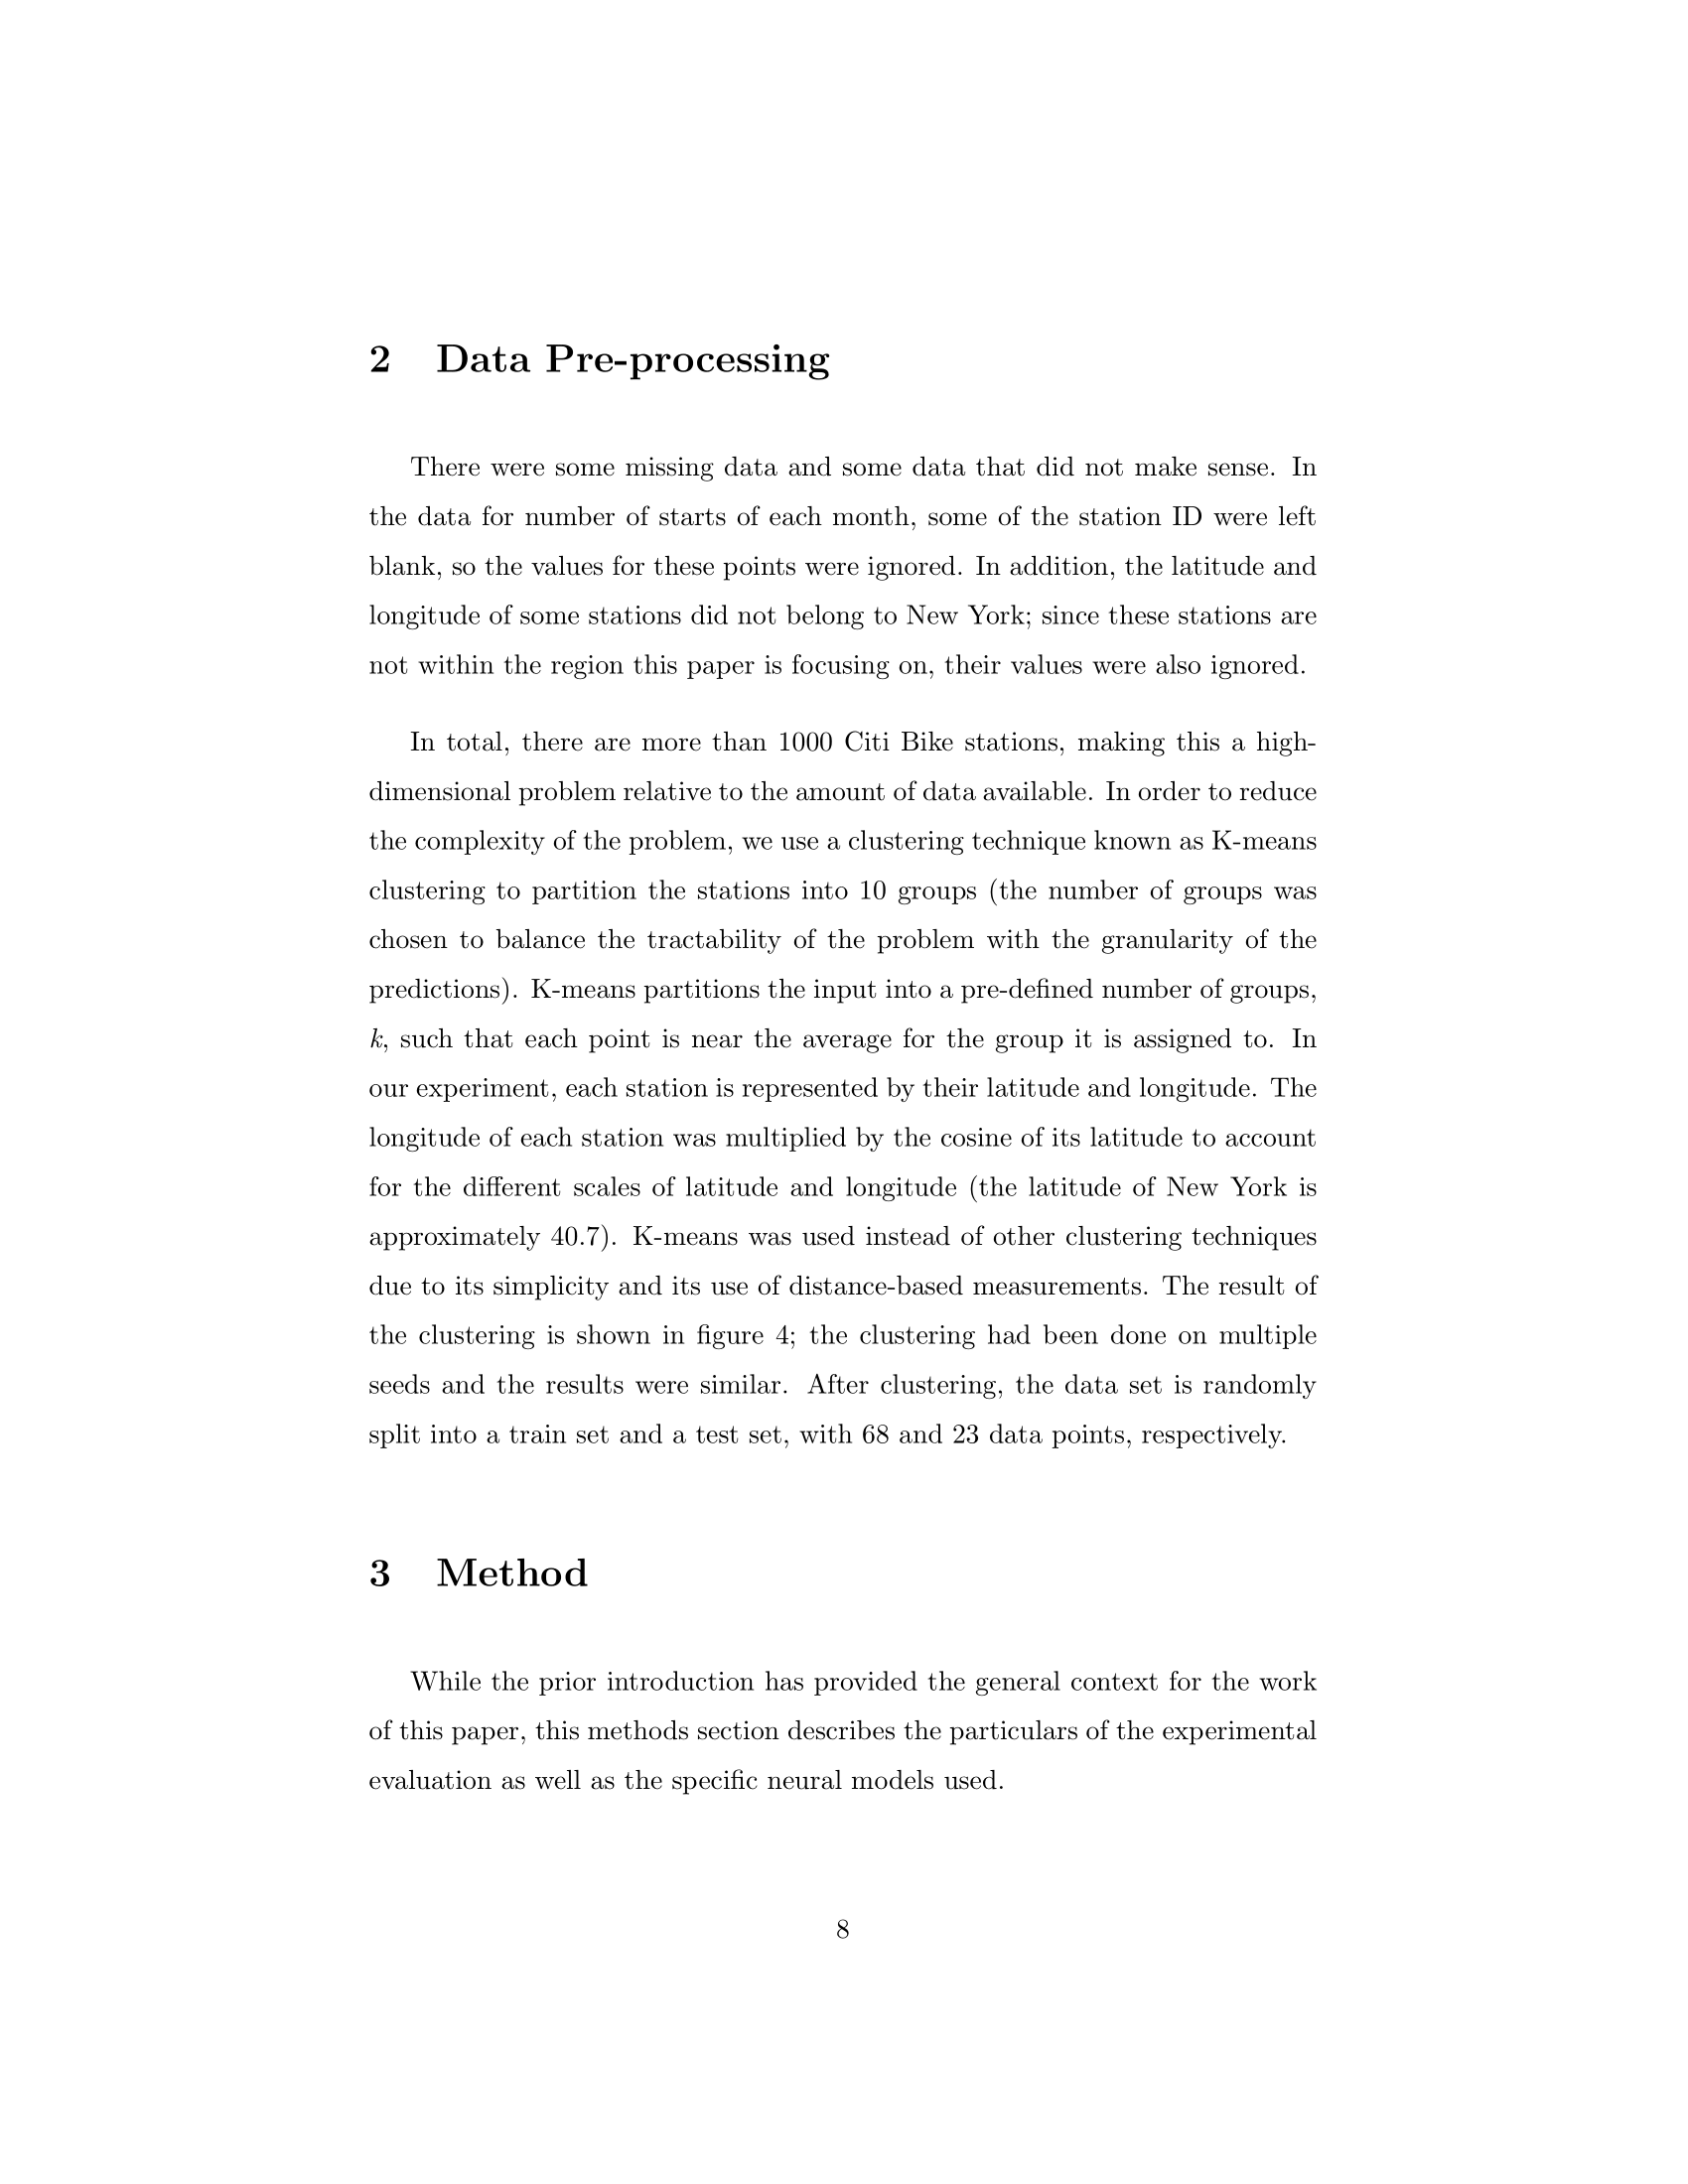 2 Data Pre-processing
There were some missing data and some data that did not make sense. In
the data for number of starts of each month, some of the station ID were left
blank, so the values for these points were ignored. In addition, the latitude and
longitude of some stations did not belong to New York; since these stations are
not within the region this paper is focusing on, their values were also ignored.
In total, there are more than 1000 Citi Bike stations, making this a high-
dimensional problem relative to the amount of data available. In order to reduce
the complexity of the problem, we use a clustering technique known as K-means
clustering to partition the stations into 10 groups (the number of groups was
chosen to balance the tractability of the problem with the granularity of the
predictions). K-means partitions the input into a pre-defined number of groups,
k, such that each point is near the average for the group it is assigned to. In
our experiment, each station is represented by their latitude and longitude. The
longitude of each station was multiplied by the cosine of its latitude to account
for the different scales of latitude and longitude (the latitude of New York is
approximately 40.7). K-means was used instead of other clustering techniques
due to its simplicity and its use of distance-based measurements. The result of
the clustering is shown in figure 4; the clustering had been done on multiple
seeds and the results were similar. After clustering, the data set is randomly
split into a train set and a test set, with 68 and 23 data points, respectively.
3 Method
While the prior introduction has provided the general context for the work
of this paper, this methods section describes the particulars of the experimental
evaluation as well as the specific neural models used.
8